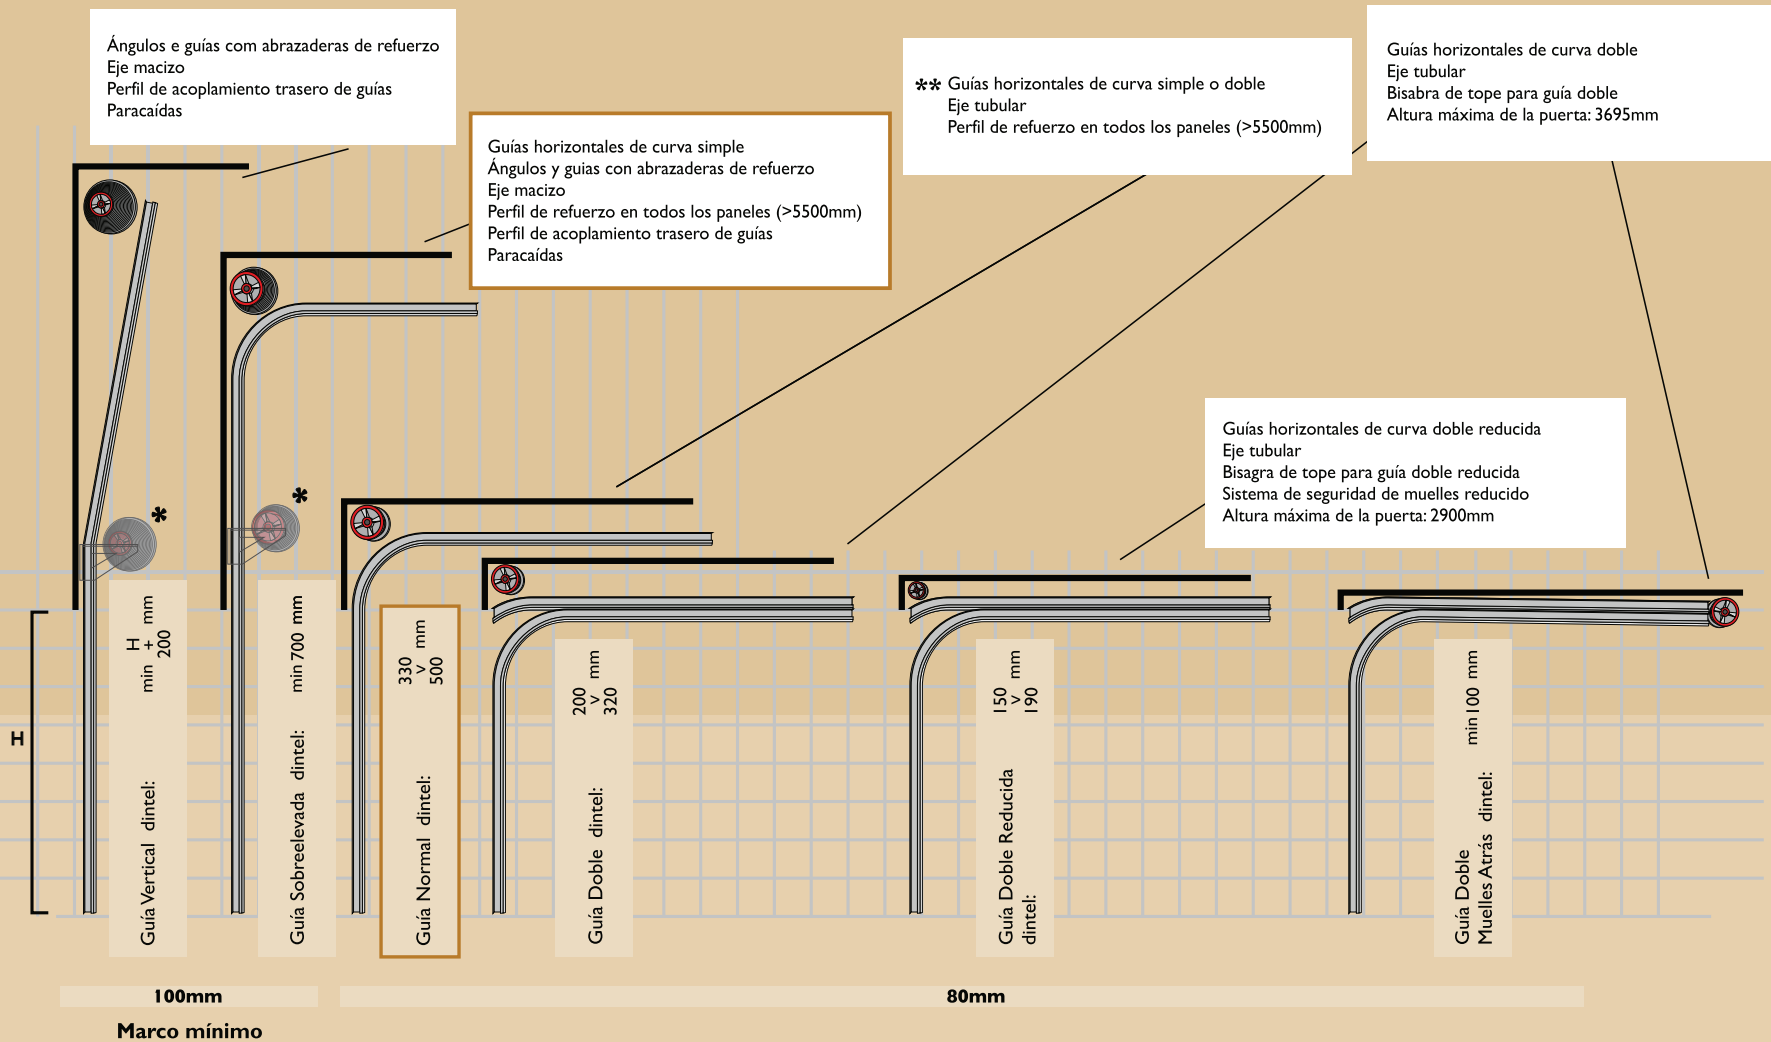 Ángulos e guías com abrazaderas de refuerzo
Eje macizo
Perfil de acoplamiento trasero de guías
Paracaídas
Guías horizontales de curva simple
Ángulos y guias con abrazaderas de refuerzo
Eje macizo
Perfil de refuerzo en todos los paneles (>5500mm)
Perfil de acoplamiento trasero de guías
Paracaídas
** Guías horizontales de curva simple o doble
Eje tubular
Perfil de refuerzo en todos los paneles (>5500mm)
Guías horizontales de curva doble
Eje tubular
Bisabra de tope para guía doble
Altura máxima de la puerta: 3695mm
Guías horizontales de curva doble reducida
Eje tubular
Bisagra de tope para guía doble reducida
Sistema de seguridad de muelles reducido
Altura máxima de la puerta: 2900mm
*
*
H
Guía Vertical dintel: min H + 200 mm
Guía Sobreelevada dintel: min 700 mm
Guía Normal dintel: 330 > 500 mm
Guía Doble dintel: 200 > 320 mm
Guía Doble Reducida
dintel: 150 > 190 mm
Guía Doble
Muelles Atrás dintel: min 100 mm
100mm
80mm
Marco mínimo